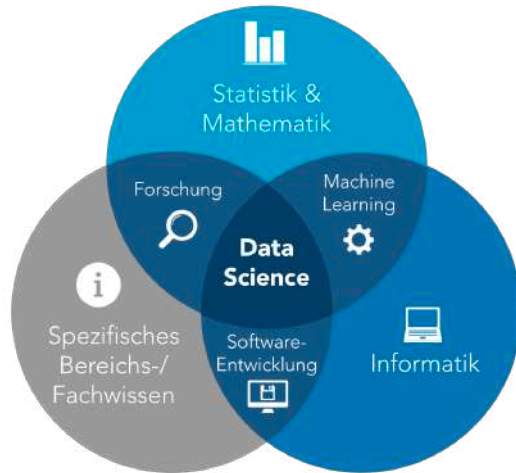 Statistik &
Mathematik
Forschung
Machine
Learning
Data
Science
Spezifisches
Bereichs-/
Fachwissen
Software-
Entwicklung
Informatik